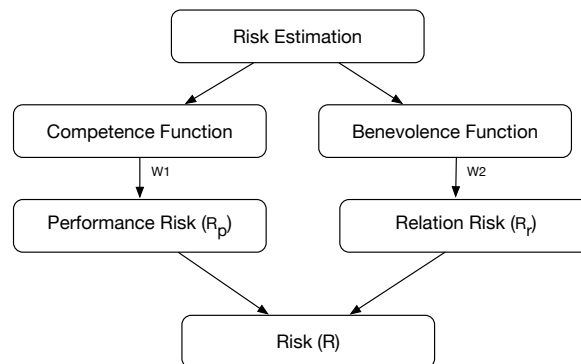 Risk Estimation
Competence Function
Benevolence Function
W1
W2
Performance Risk (Rp)
Relation Risk (Rr)
Risk (R)